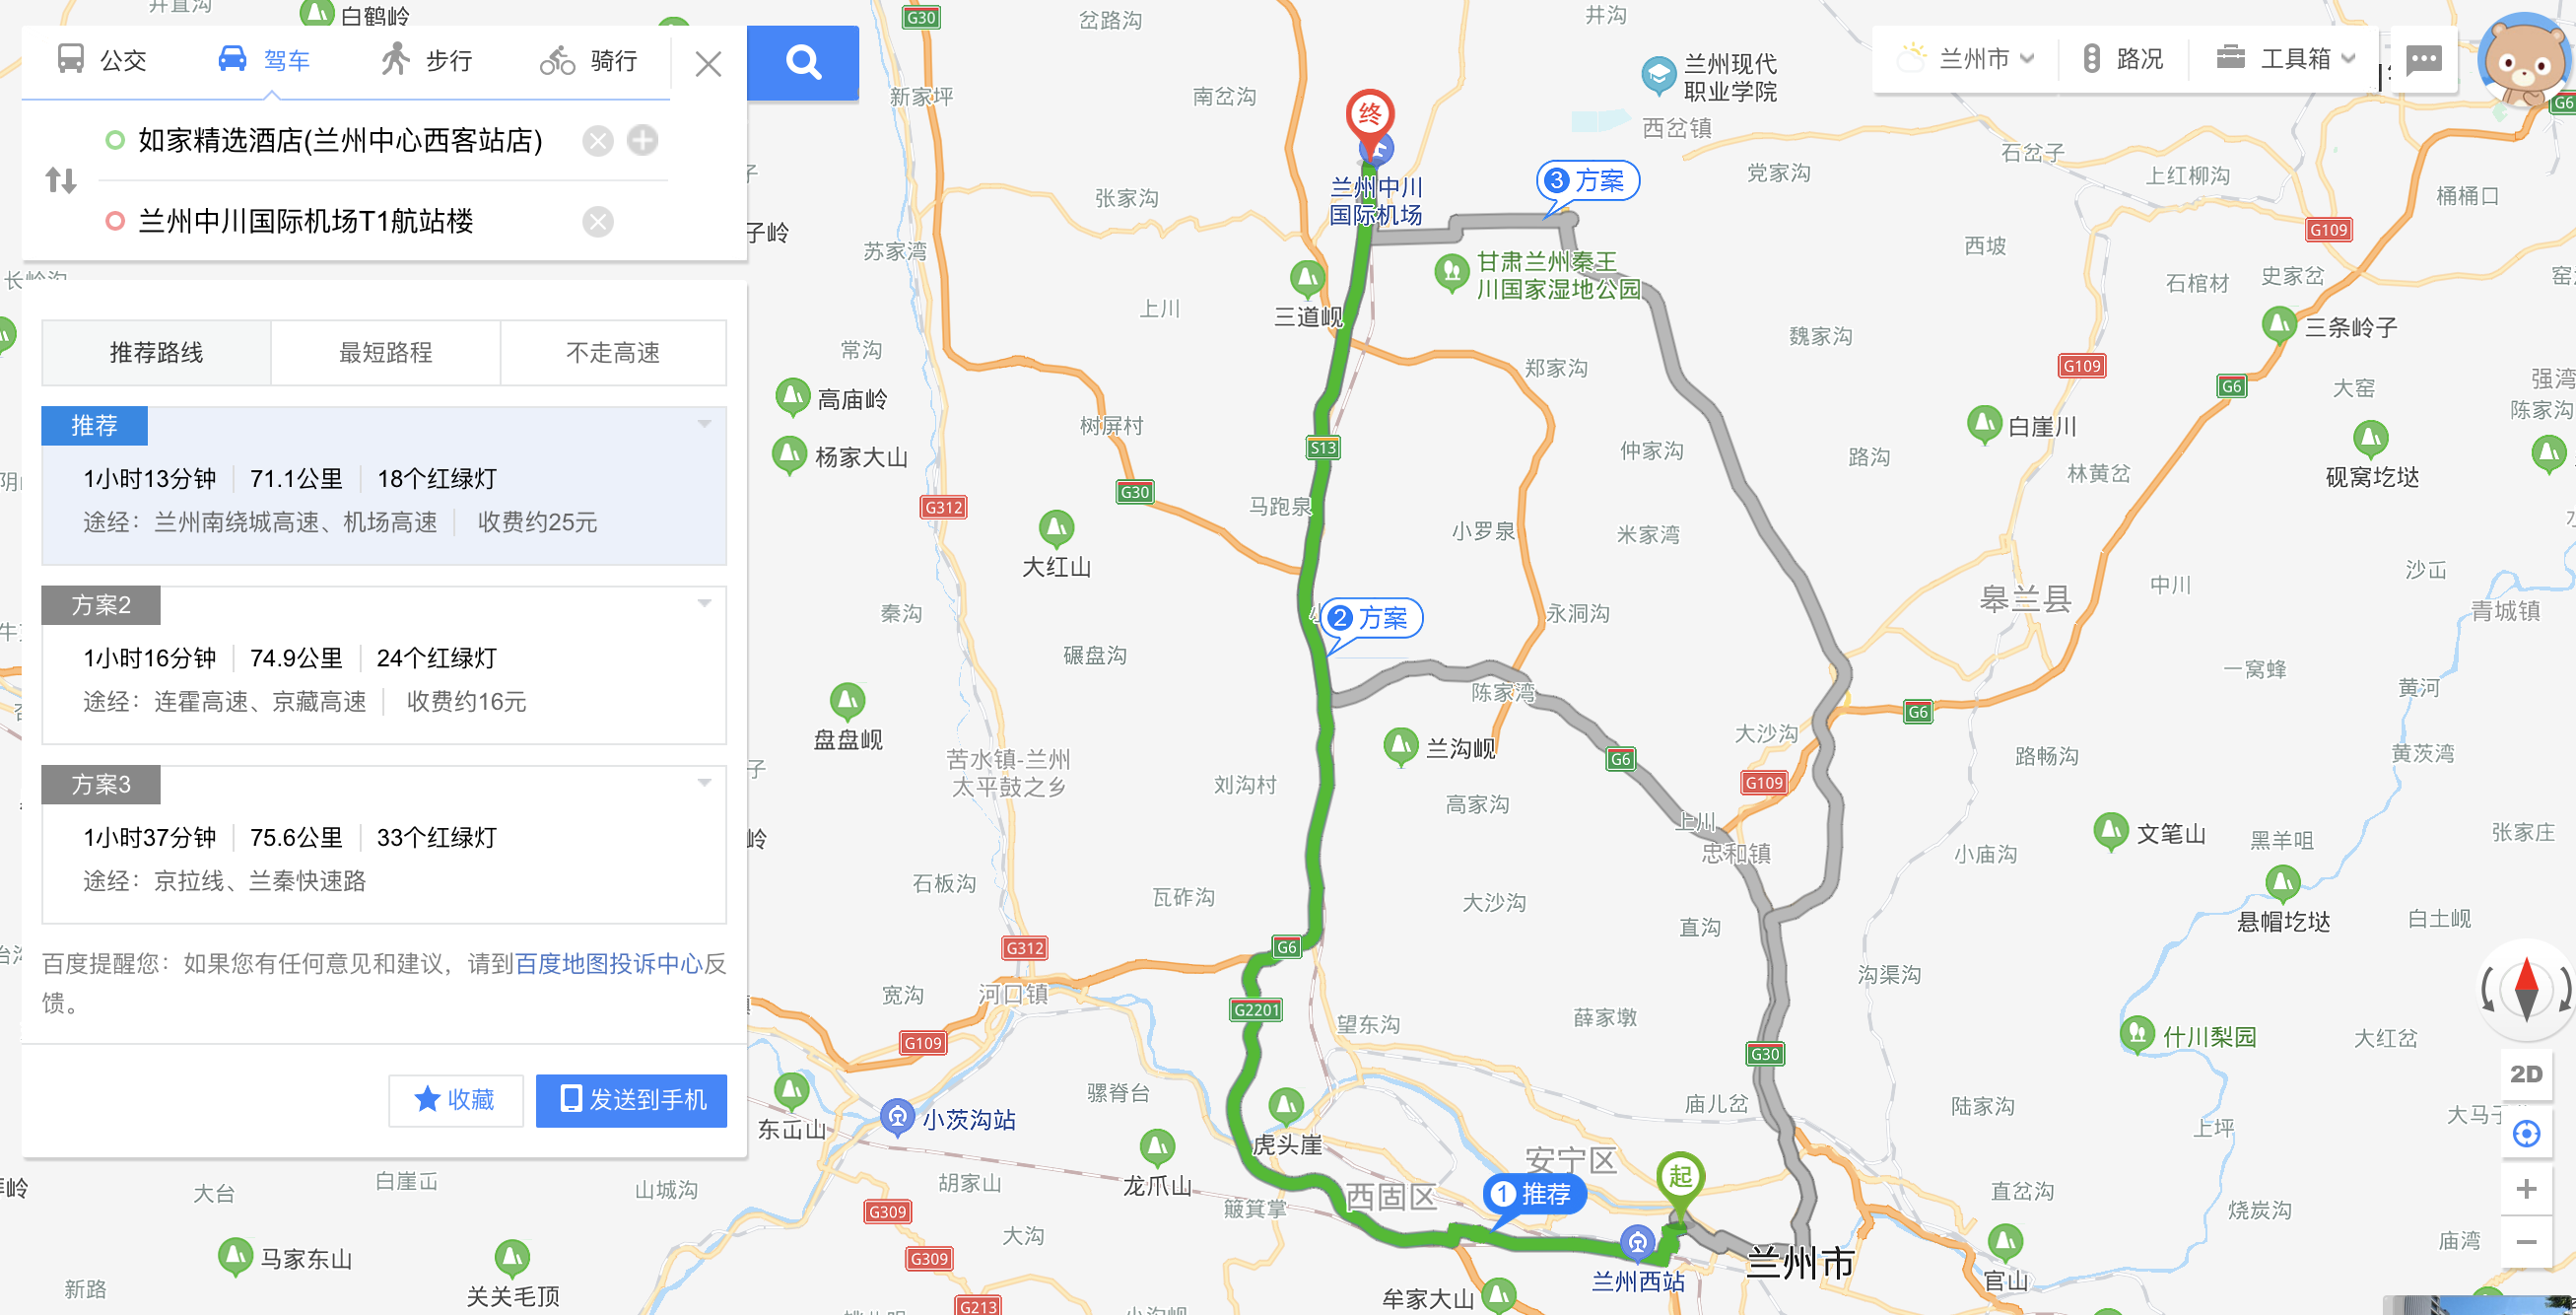 公交
驾车
步行
骑行
如家精选酒店(兰州中心西客站店)
兰州中川国际机场T1航站楼
推荐路线
最短路程
不走高速
推荐
1小时13分钟
71.1公里
18个红绿灯
途经：兰州南绕城高速、机场高速
收费约25元
方案2
1小时16分钟
74.9公里
24个红绿灯
途经：连霍高速、京藏高速
收费约16元
方案3
1小时37分钟
75.6公里
33个红绿灯
途经：京拉线、兰秦快速路
百度提醒您：如果您有任何意见和建议，请到百度地图投诉中心反
馈。
收藏
发送到手机
兰州市
路况
工具箱
白鹤岭
G30
岔路沟
井沟
兰州现代
职业学院
新家坪
南岔沟
西岔镇
终
兰州中川
国际机场
3 方案
党家沟
石岔子
上红柳沟
桶桶口
G6
张家沟
苏家湾
G109
西坡
石棺材
史家岔
甘肃兰州秦王
川国家湿地公园
三道岘
上川
常沟
魏家沟
三条岭子
郑家沟
G109
G6
大窑
陈家沟
高庙岭
树屏村
杨家大山
S13
仲家沟
路沟
白崖川
林黄岔
砚窝圪垯
G30
G312
马跑泉
小罗泉
米家湾
大红山
沙沄
中川
皋兰县
青城镇
秦沟
2 方案
永洞沟
碾盘沟
陈家湾
一窝蜂
黄河
G6
盘盘岘
兰沟岘
大沙沟
G6
G109
路畅沟
黄茨湾
苦水镇-兰州
太平鼓之乡
刘沟村
高家沟
上川
忠和镇
小庙沟
文笔山
黑羊咀
张家庄
石板沟
瓦砟沟
大沙沟
直沟
悬帽圪垯
白土岘
G312
G6
沟渠沟
宽沟
河口镇
G2201
望东沟
薛家墩
G109
什川梨园
大红岔
G30
2D
骡脊台
庙儿岔
陆家沟
上坪
小茨沟站
虎头崖
安宁区
龙爪山
胡家山
西固区
1 推荐
起
直岔沟
烧炭沟
簸箕掌
G309
大沟
G309
兰州西站
兰州市
官山
庙湾
牟家大山
G213
白崖沄
大台
山城沟
马家东山
关关毛顶
新路